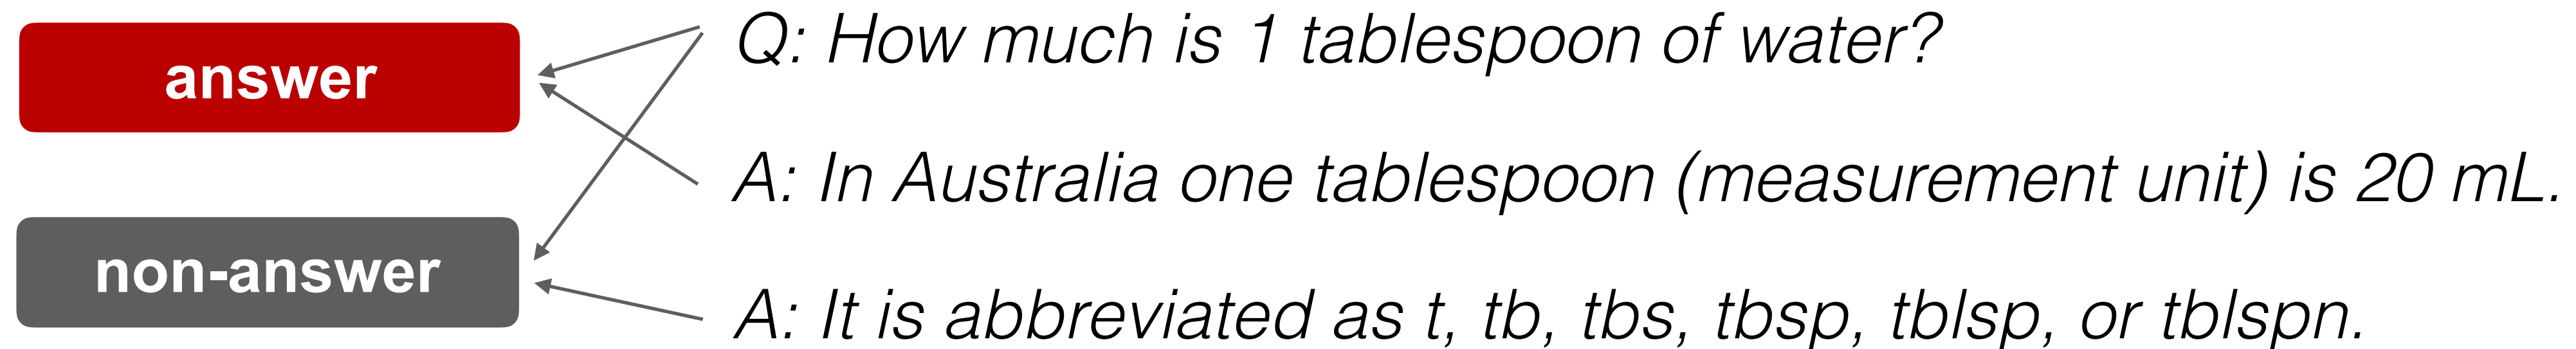 answer
non-answer
Q: How much is 1 tablespoon of water?
A: In Australia one tablespoon (measurement unit) is 20 mL.
A: It is abbreviated as t, tb, tbs, tbsp, tblsp, or tblspn.